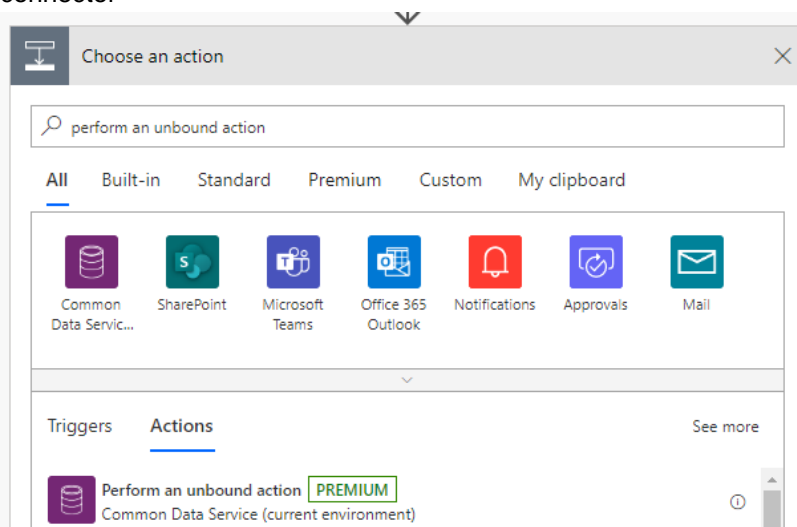 Choose an action
perform an unbound action
All Built-in Standard Premium Custom My clipboard
Common Data Servic...
SharePoint
Microsoft Teams
Office 365 Outlook
Notifications
Approvals
Mail
Triggers Actions See more
Perform an unbound action PREMIUM
Common Data Service (current environment)